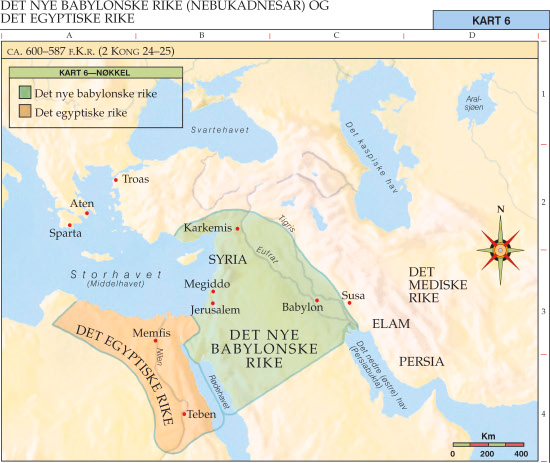 DET NYE BABYLONSKE RIKE (NEBUKADNESAR) OG
DET EGYPTISKE RIKE
KART 6
A B C D
CA. 600–587 F.KR. (2 KONG 24–25)
KART 6—NØKKEL
Det nye babylonske rike
Det egyptiske rike
1
Aral-
sjøen
Svartehavet
Det kaspiske hav
Troas
2
Aten
Sparta
Karkemis
Tigris
N
Eufrat
SYRIA
Storhavet
(Middelhavet)
Megiddo
Jerusalem
Babylon
Susa
DET
MEDISKE
RIKE
3
ELAM
Memfis
DET NYE
BABYLONSKE
RIKE
DET EGYPTISKE RIKE
Nilen
PERSIA
Det nedre (østre) hav
(Persiabukta)
Rødehavet
Teben
4
Km
0 200 400